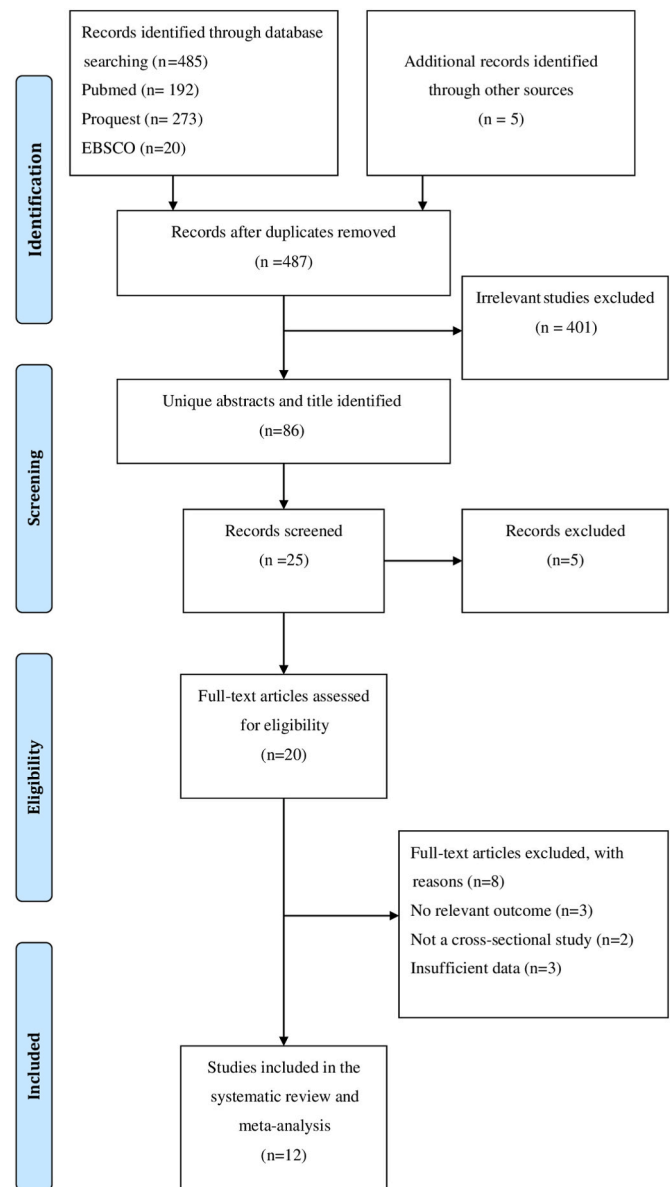 Records identified through database
searching (n=485)
Pubmed (n= 192)
Proquest (n= 273)
EBSCO (n=20)
Additional records identified
through other sources
(n = 5)
Identification
Records after duplicates removed
(n =487)
Irrelevant studies excluded
(n = 401)
Screening
Unique abstracts and title identified
(n=86)
Records screened
(n =25)
Records excluded
(n=5)
Eligibility
Full-text articles assessed
for eligibility
(n=20)
Full-text articles excluded, with
reasons (n=8)
No relevant outcome (n=3)
Not a cross-sectional study (n=2)
Insufficient data (n=3)
Included
Studies included in the
systematic review and
meta-analysis
(n=12)